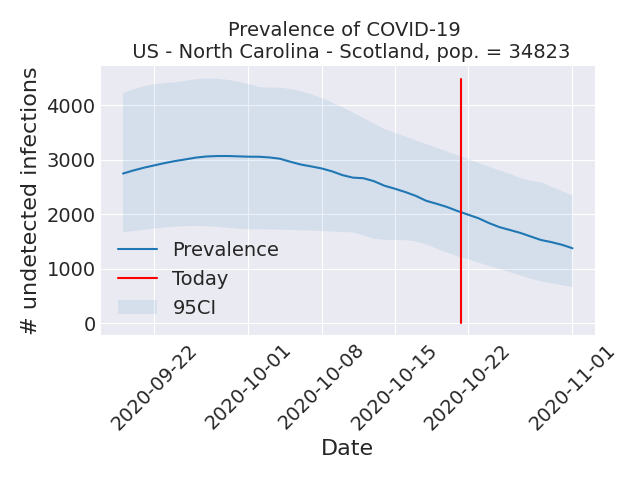 Prevalence of COVID-19
US - North Carolina - Scotland, pop. = 34823
# undetected infections
4000
3000
2000
1000
0
Prevalence
Today
95CI
2020-09-22
2020-10-01
2020-10-08
2020-10-15
2020-10-22
2020-11-01
Date